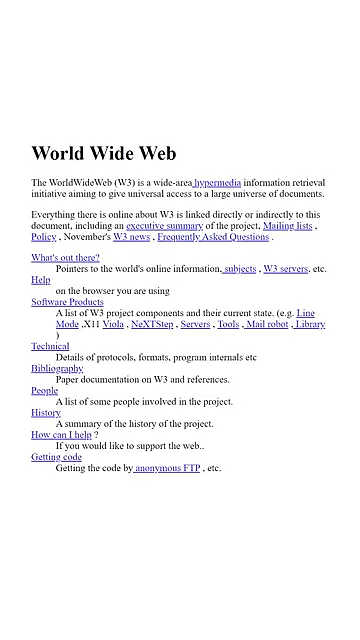 World Wide Web
The WorldWideWeb (W3) is a wide-area hypermedia information retrieval
initiative aiming to give universal access to a large universe of documents.
Everything there is online about W3 is linked directly or indirectly to this
document, including an executive summary of the project, Mailing lists ,
Policy , November's W3 news , Frequently Asked Questions .
What's out there?
Pointers to the world's online information, subjects , W3 servers, etc.
Help
on the browser you are using
Software Products
A list of W3 project components and their current state. (e.g. Line
Mode ,X11 Viola , NeXTStep , Servers , Tools , Mail robot , Library
)
Technical
Details of protocols, formats, program internals etc
Bibliography
Paper documentation on W3 and references.
People
A list of some people involved in the project.
History
A summary of the history of the project.
How can I help ?
If you would like to support the web..
Getting code
Getting the code by anonymous FTP , etc.